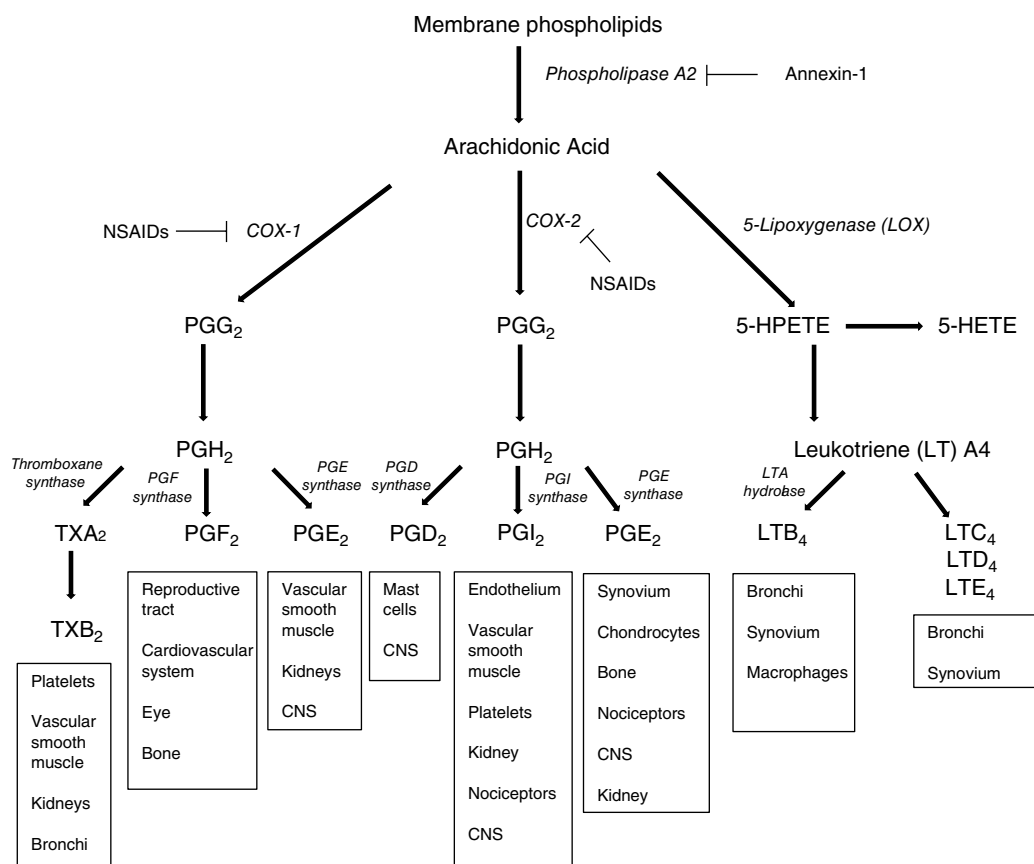 Membrane phospholipids
Phospholipase A2
Annexin-1
Arachidonic Acid
NSAIDs
COX-1
COX-2
NSAIDs
5-Lipoxygenase (LOX)
PGG2
PGG2
5-HPETE
5-HETE
PGH2
PGH2
Leukotriene (LT) A4
Thromboxane
synthase
PGF
synthase
PGE
synthase
PGD
synthase
PGI
synthase
PGE
synthase
LTA
hydrolase
TXA2
PGF2
PGE2
PGD2
PGI2
PGE2
LTB4
LTC4
LTD4
LTE4
TXB2
Platelets
Vascular
smooth
muscle
Kidneys
Bronchi
Reproductive
tract
Cardiovascular
system
Eye
Bone
Vascular
smooth
muscle
Kidneys
CNS
Mast
cells
CNS
Endothelium
Vascular
smooth
muscle
Platelets
Kidney
Nociceptors
CNS
Synovium
Chondrocytes
Bone
Nociceptors
CNS
Kidney
Bronchi
Synovium
Macrophages
Bronchi
Synovium